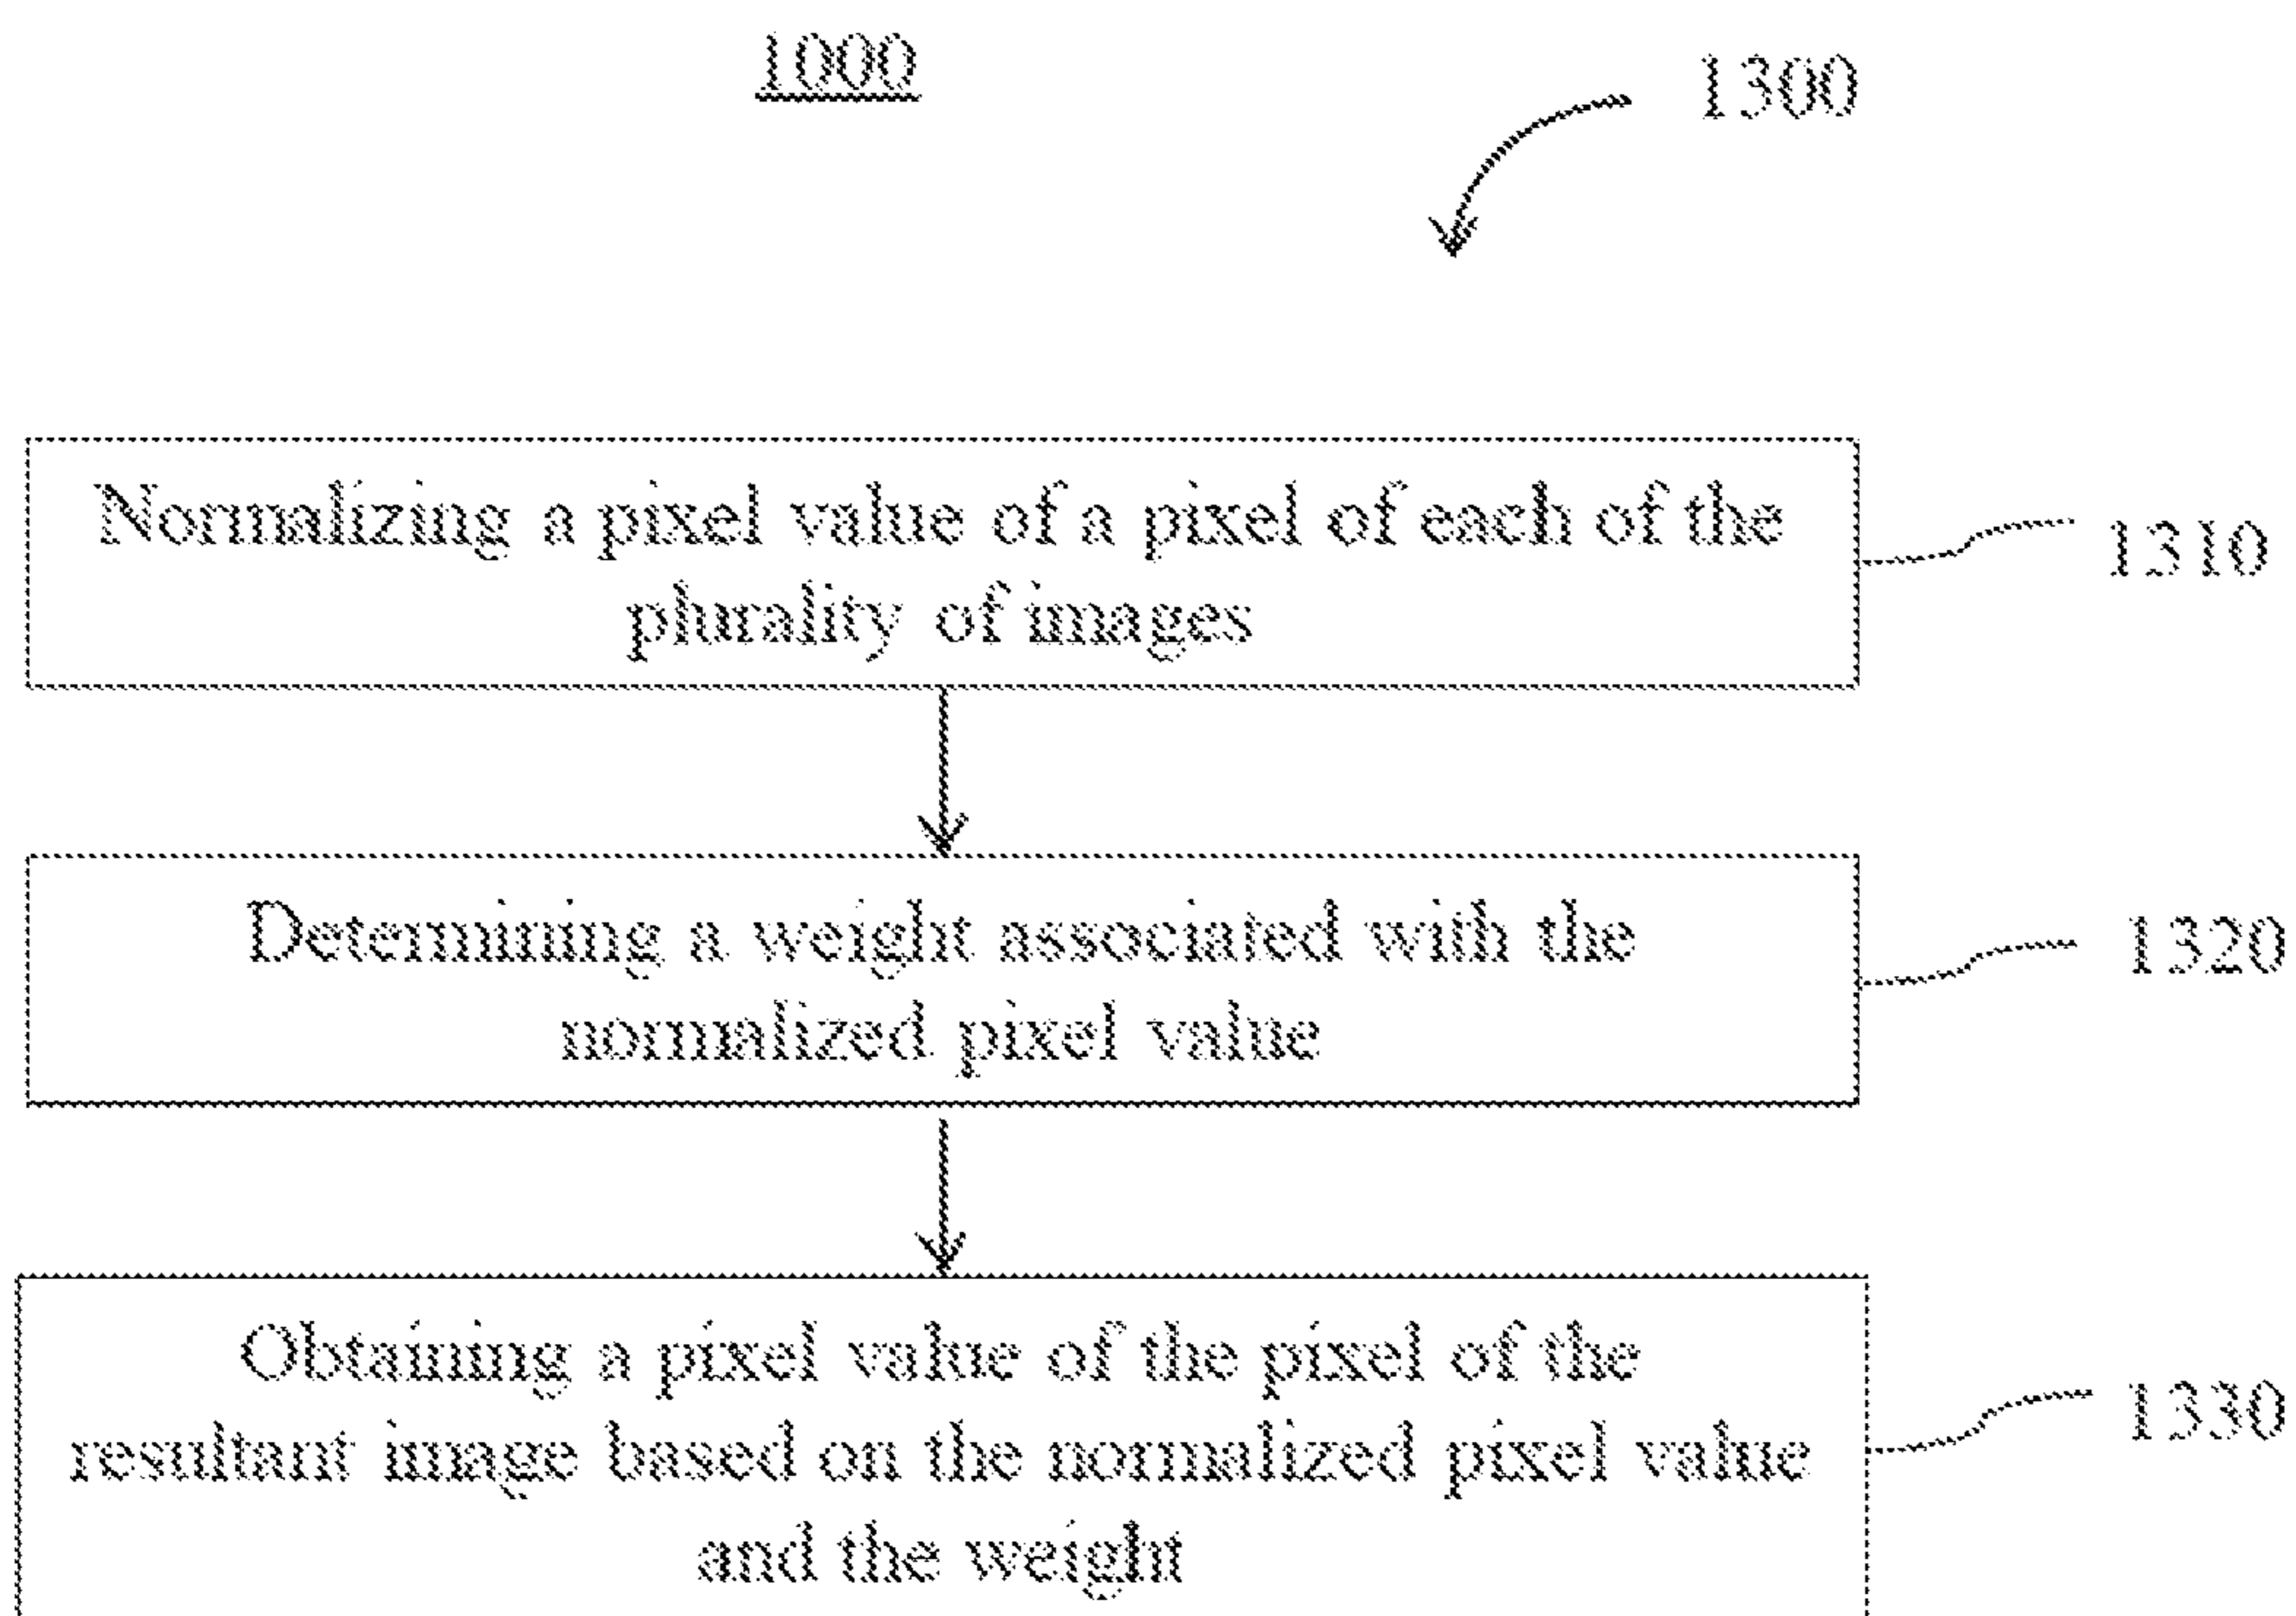 1000
1300
Normalizing a pixel value of a pixel of each of the
plurality of images
1310
Determining a weight associated with the
normalized pixel value
1320
Obtaining a pixel value of the pixel of the
resultant image based on the normalized pixel value
and the weight
1330